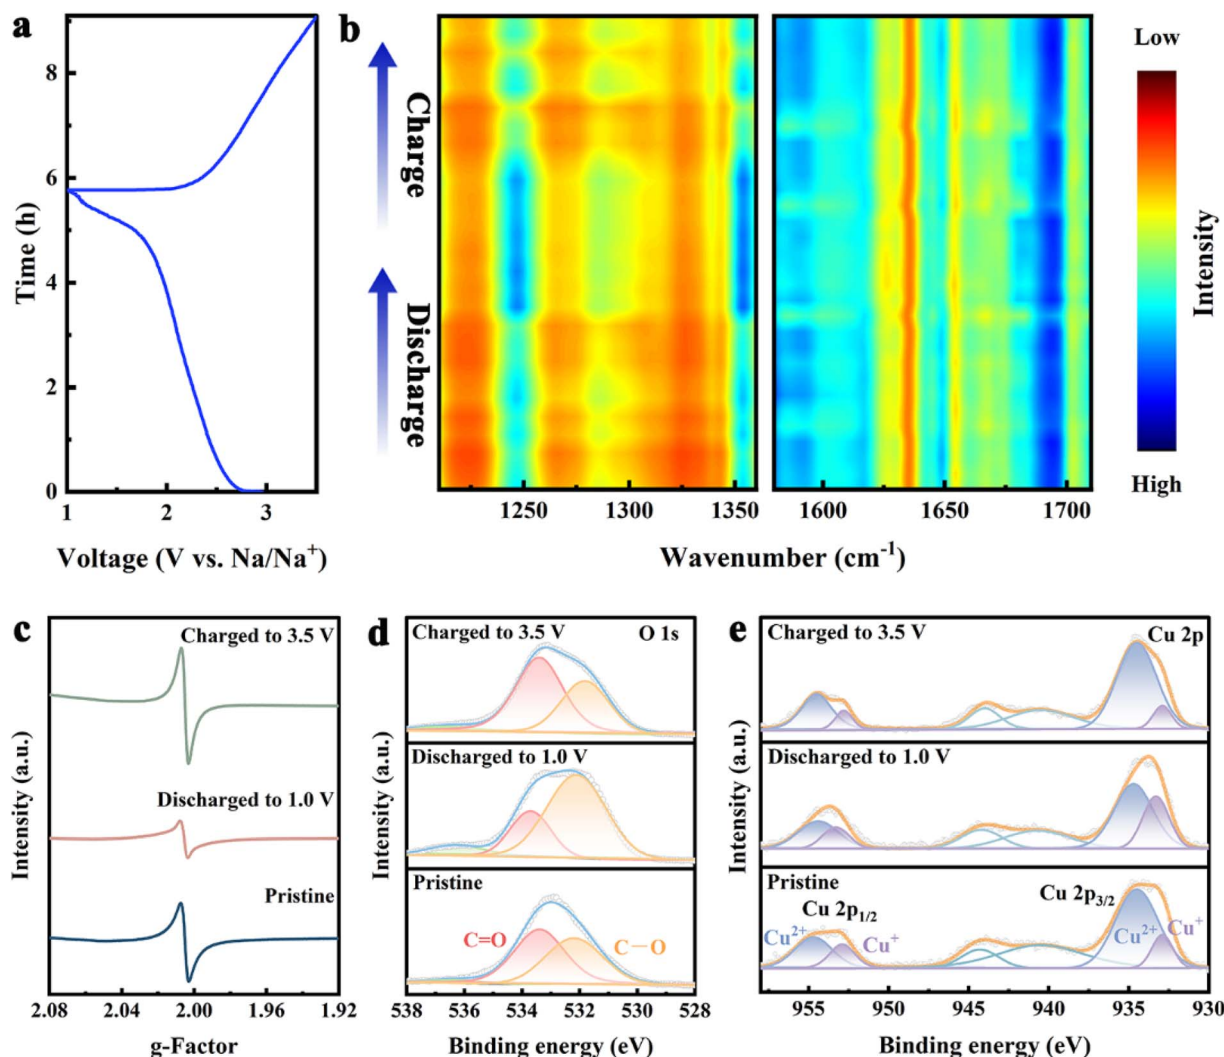 a
8
6
4
2
0
Time (h)
1
2
3
Voltage (V vs. Na/Na⁺)
b
Charge
Discharge
1250
1300
1350
1600
1650
1700
Wavenumber (cm⁻¹)
Low
Intensity
High
c
Charged to 3.5 V
Discharged to 1.0 V
Pristine
Intensity (a.u.)
2.08
2.04
2.00
1.96
1.92
g-Factor
d
Charged to 3.5 V
O 1s
Discharged to 1.0 V
Pristine
C=O
C—O
Intensity (a.u.)
538
536
534
532
530
528
Binding energy (eV)
e
Charged to 3.5 V
Cu 2p
Discharged to 1.0 V
Pristine
Cu 2p₁/₂
Cu 2p₃/₂
Cu²⁺
Cu⁺
Cu²⁺
Cu⁺
Intensity (a.u.)
955
950
945
940
935
930
Binding energy (eV)